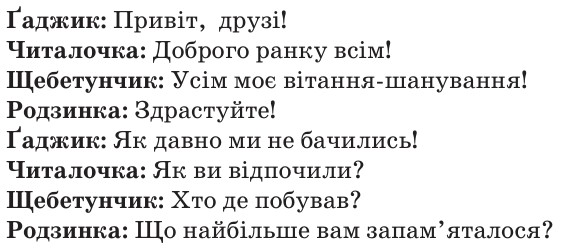 Ґаджик: Привіт, друзі!
Читалочка: Доброго ранку всім!
Щебетунчик: Усім моє вітання-шанування!
Родзинка: Здрастуйте!
Ґаджик: Як давно ми не бачились!
Читалочка: Як ви відпочили?
Щебетунчик: Хто де побував?
Родзинка: Що найбільше вам запам’яталося?